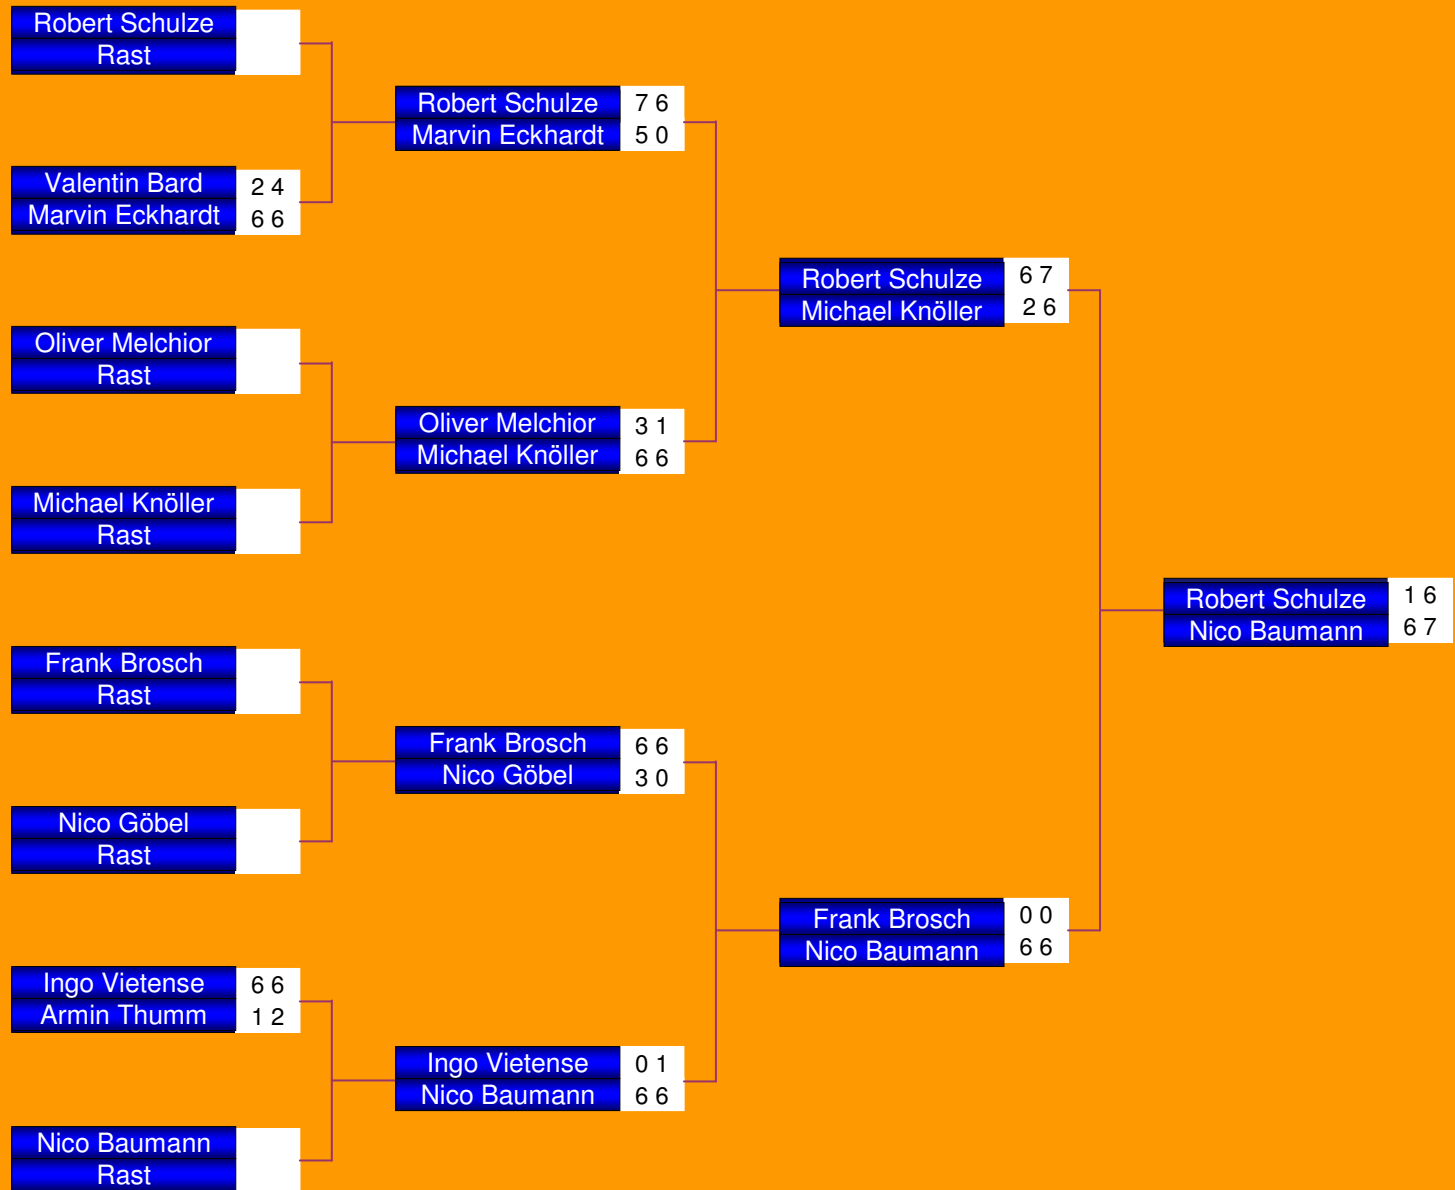 Robert Schulze
Rast
Valentin Bard 2 4
Marvin Eckhardt 6 6
Oliver Melchior
Rast
Michael Knöller
Rast
Frank Brosch
Rast
Nico Göbel
Rast
Ingo Vietense 6 6
Armin Thumm 1 2
Nico Baumann
Rast
Robert Schulze 7 6
Marvin Eckhardt 5 0
Oliver Melchior 3 1
Michael Knöller 6 6
Frank Brosch 6 6
Nico Göbel 3 0
Ingo Vietense 0 1
Nico Baumann 6 6
Robert Schulze 6 7
Michael Knöller 2 6
Frank Brosch 0 0
Nico Baumann 6 6
Robert Schulze 1 6
Nico Baumann 6 7